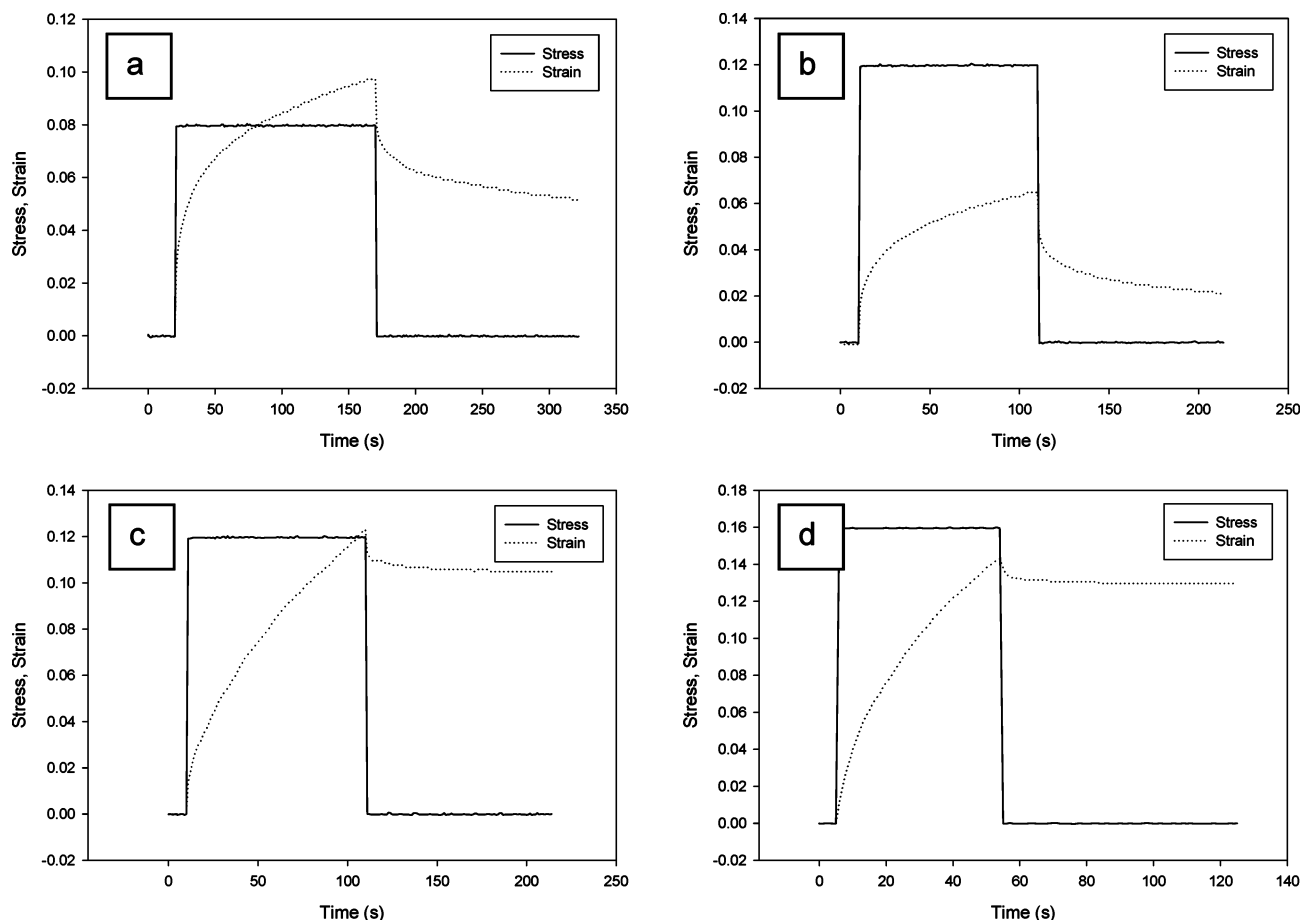 a
Stress
Strain
0.12
0.10
0.08
0.06
0.04
0.02
0.00
-0.02
Stress, Strain
0 50 100 150 200 250 300 350
Time (s)
b
Stress
Strain
0.14
0.12
0.10
0.08
0.06
0.04
0.02
0.00
-0.02
Stress, Strain
0 50 100 150 200 250
Time (s)
c
Stress
Strain
0.14
0.12
0.10
0.08
0.06
0.04
0.02
0.00
-0.02
Stress, Strain
0 50 100 150 200 250
Time (s)
d
Stress
Strain
0.18
0.16
0.14
0.12
0.10
0.08
0.06
0.04
0.02
0.00
-0.02
Stress, Strain
0 20 40 60 80 100 120 140
Time (s)